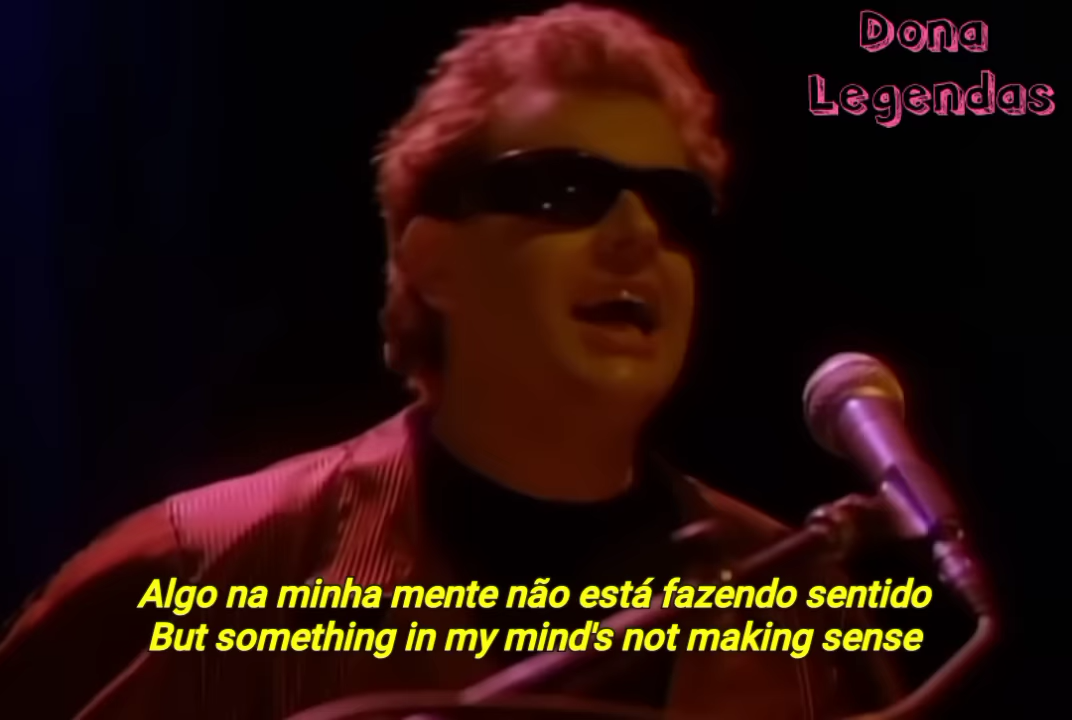 Dona
Legendas
Algo na minha mente não está fazendo sentido
But something in my mind's not making sense